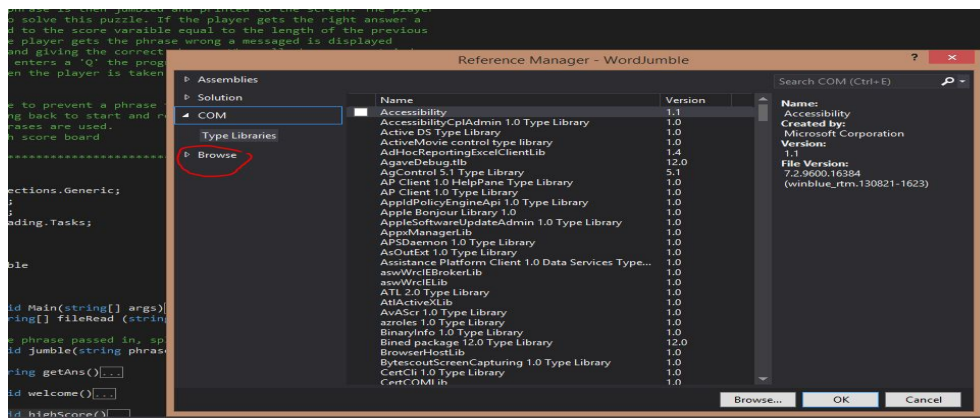 phrase is then jumbled and printed to the screen. The player
o solve this puzzle. If the player gets the right answer a
d to the score varaible equal to the length of the previous
e player gets the phrase wrong a messaged is displayed
and giving the correct
enters a 'Q' the prog
en the player is taken
e to prevent a phrase
ng back to start and r
rases are used.
h score board
ections.Generic;
;
ading.Tasks;
ble
id Main(string[] args)
ring[] fileRead (string
e phrase passed in, sp
id jumble(string phras
ring getAns()...
id welcome()...
id highScore()...
Reference Manager - WordJumble
? ×
Assemblies
Solution
COM
Type Libraries
Browse
Name Version
Accessibility 1.1
AccessibilityCplAdmin 1.0 Type Library 1.0
Active DS Type Library 1.0
ActiveMovie control type library 1.0
AdHocReportingExcelClientLib 1.4
AgaveDebug.tlb 12.0
AgControl 5.1 Type Library 5.1
AP Client 1.0 HelpPane Type Library 1.0
AP Client 1.0 Type Library 1.0
AppIdPolicyEngineApi 1.0 Type Library 1.0
Apple Bonjour Library 1.0 1.0
AppleSoftwareUpdateAdmin 1.0 Type Library 1.0
AppxManagerLib 1.0
APSDaemon 1.0 Type Library 1.0
AsOutExt 1.0 Type Library 1.0
Assistance Platform Client 1.0 Data Services Type... 1.0
aswWrcIEBrokerLib 1.0
aswWrcIELib 1.0
ATL 2.0 Type Library 1.0
AtlActiveXLib 1.0
AvAScr 1.0 Type Library 1.0
azroles 1.0 Type Library 1.0
BinaryInfo 1.0 Type Library 1.0
Bined package 12.0 Type Library 12.0
BrowserHostLib 1.0
BytescoutScreenCapturing 1.0 Type Library 1.0
CertCli 1.0 Type Library 1.0
CertCOMLib 1.0
Search COM (Ctrl+E)
Name:
Accessibility
Created by:
Microsoft Corporation
Version:
1.1
File Version:
7.2.9600.16384
(winblue_rtm.130821-1623)
Browse... OK Cancel